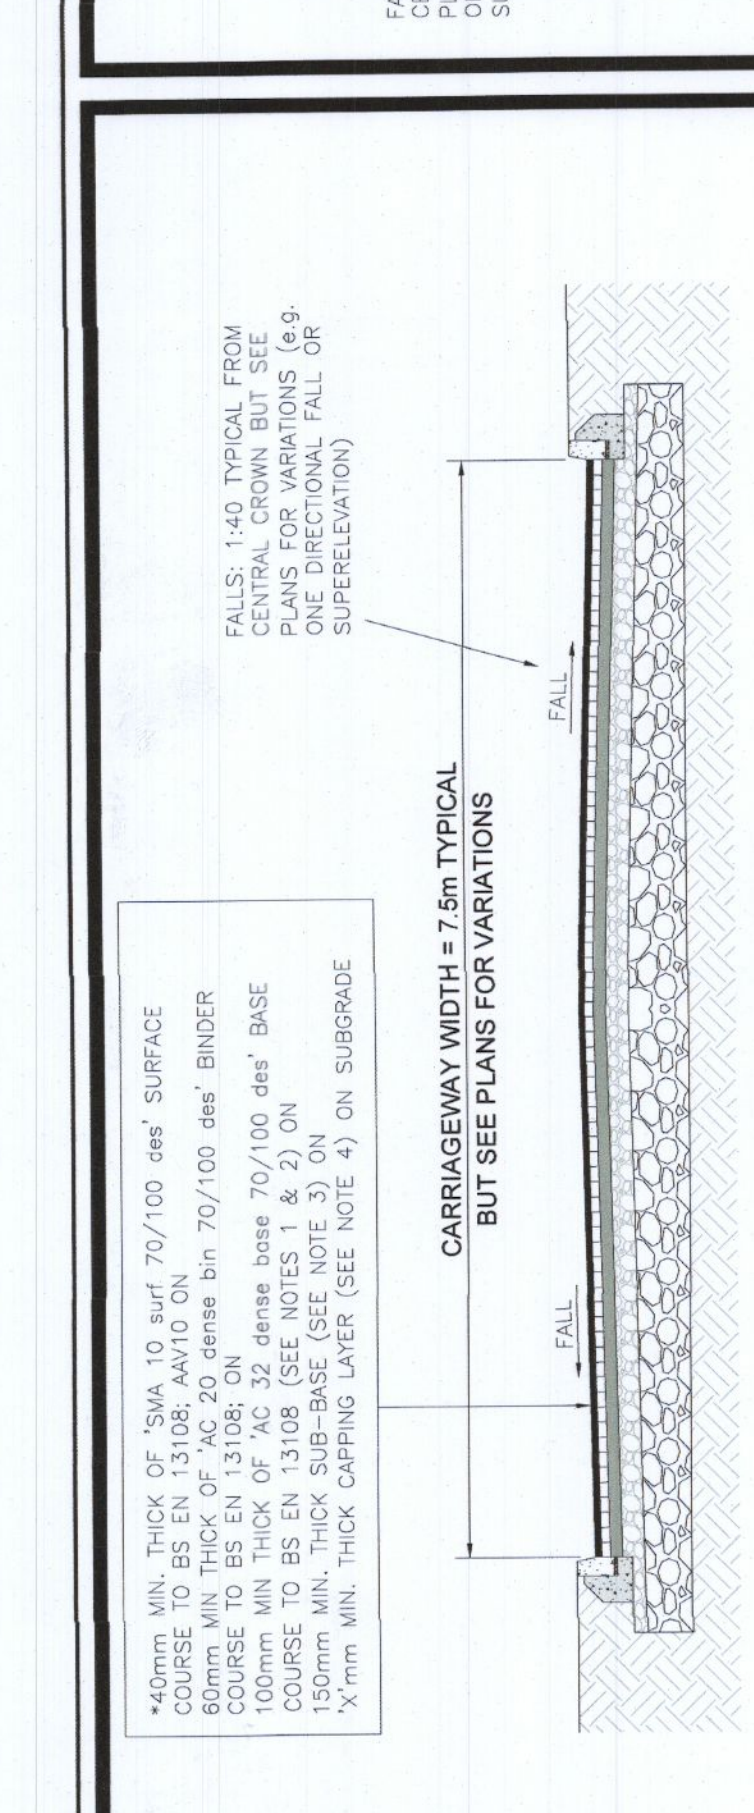 *40mm MIN. THICK OF 'SMA 10 surf 70/100 des' SURFACE
COURSE TO BS EN 13108; AAV10 ON
60mm MIN THICK OF 'AC 20 dense bin 70/100 des' BINDER
COURSE TO BS EN 13108; ON
100mm MIN THICK OF 'AC 32 dense base 70/100 des' BASE
COURSE TO BS EN 13108 (SEE NOTES 1 & 2) ON
150mm MIN. THICK SUB-BASE (SEE NOTE 3) ON
'x'mm MIN. THICK CAPPING LAYER (SEE NOTE 4) ON SUBGRADE
FALLS: 1:40 TYPICAL FROM
CENTRAL CROWN BUT SEE
PLANS FOR VARIATIONS (e.g.
ONE DIRECTIONAL FALL OR
SUPERELEVATION)
CARRIAGEWAY WIDTH = 7.5m TYPICAL
BUT SEE PLANS FOR VARIATIONS
FALL
FALL